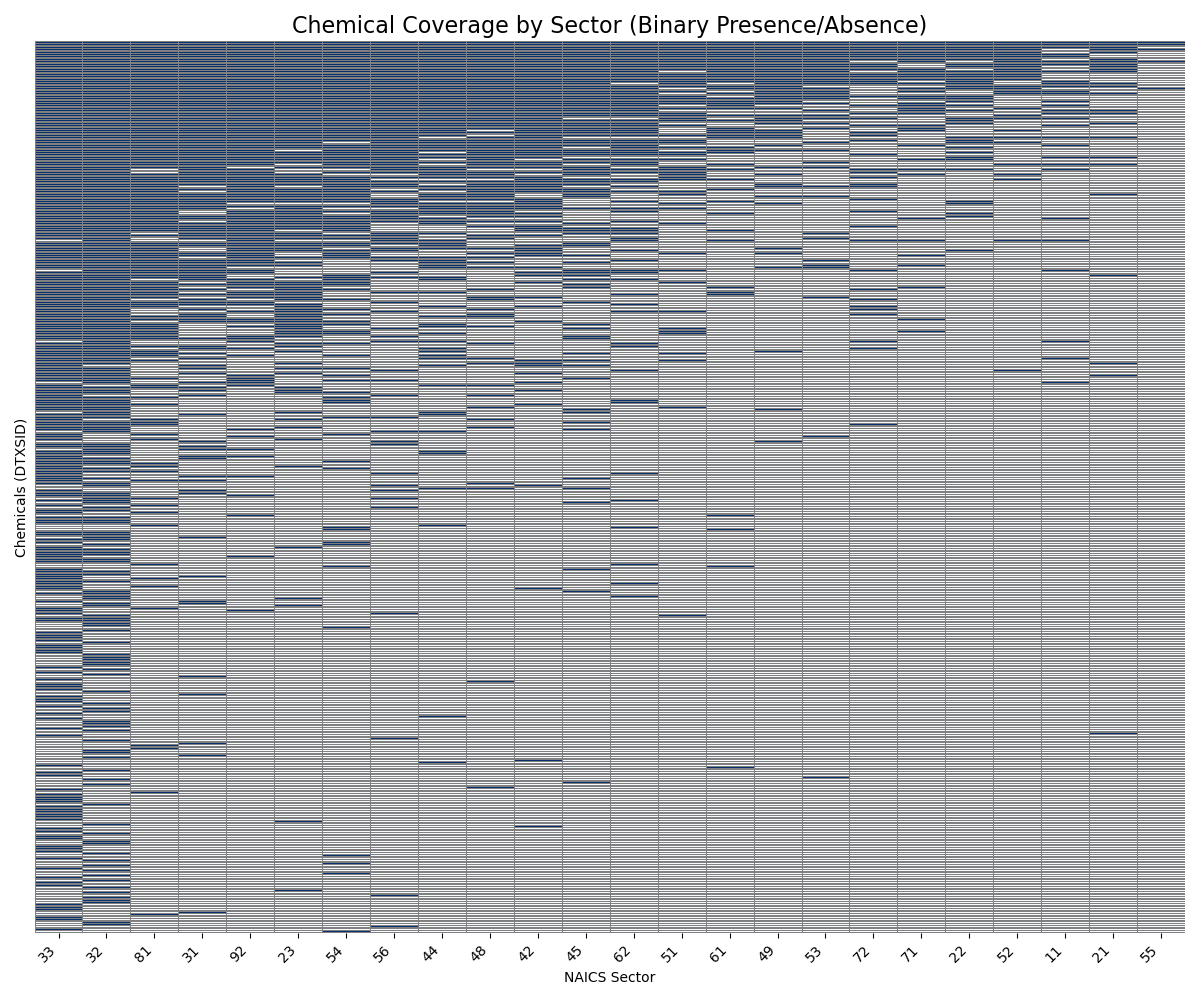 Chemical Coverage by Sector (Binary Presence/Absence)
Chemicals (DTXSID)
33 32 81 31 92 23 54 56 44 48 42 45 62 51 61 49 53 72 71 22 52 11 21 55
NAICS Sector